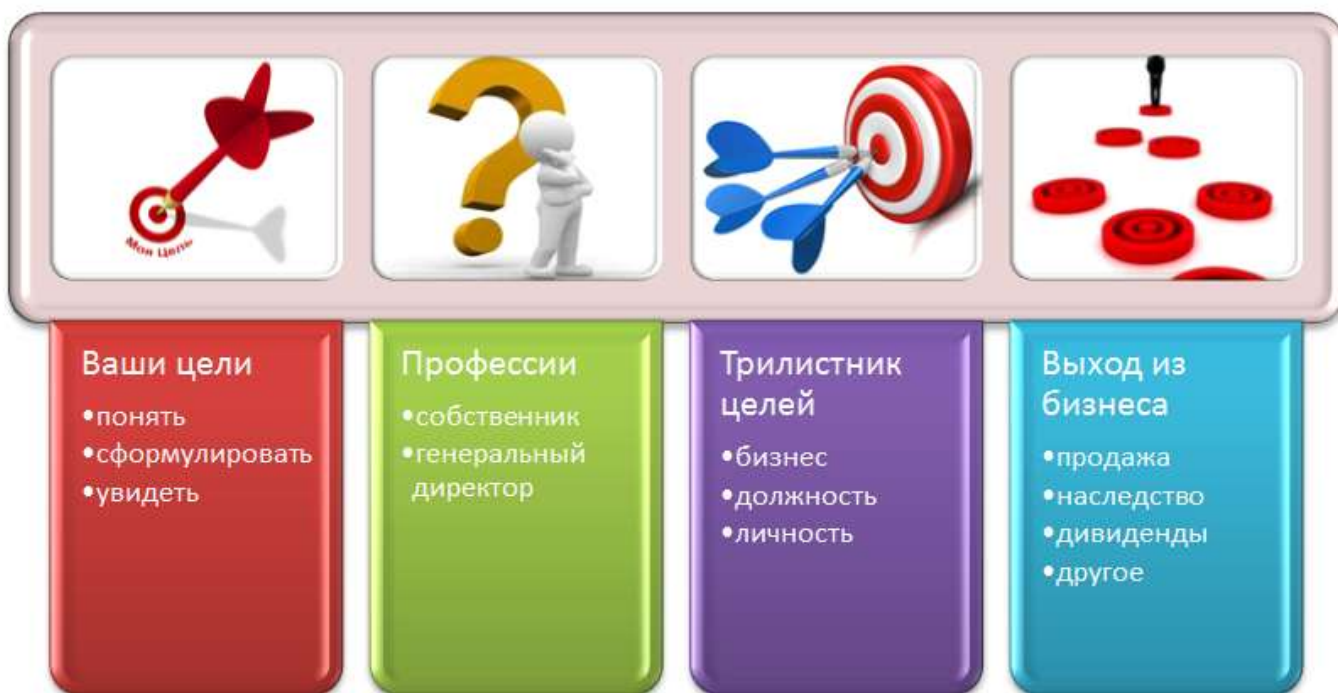 Моя Цель
Ваши цели
•понять
•сформулировать
•увидеть
Профессии
•собственник
•генеральный
директор
Трилистник
целей
•бизнес
•должность
•личность
Выход из
бизнеса
•продажа
•наследство
•дивиденды
•другое